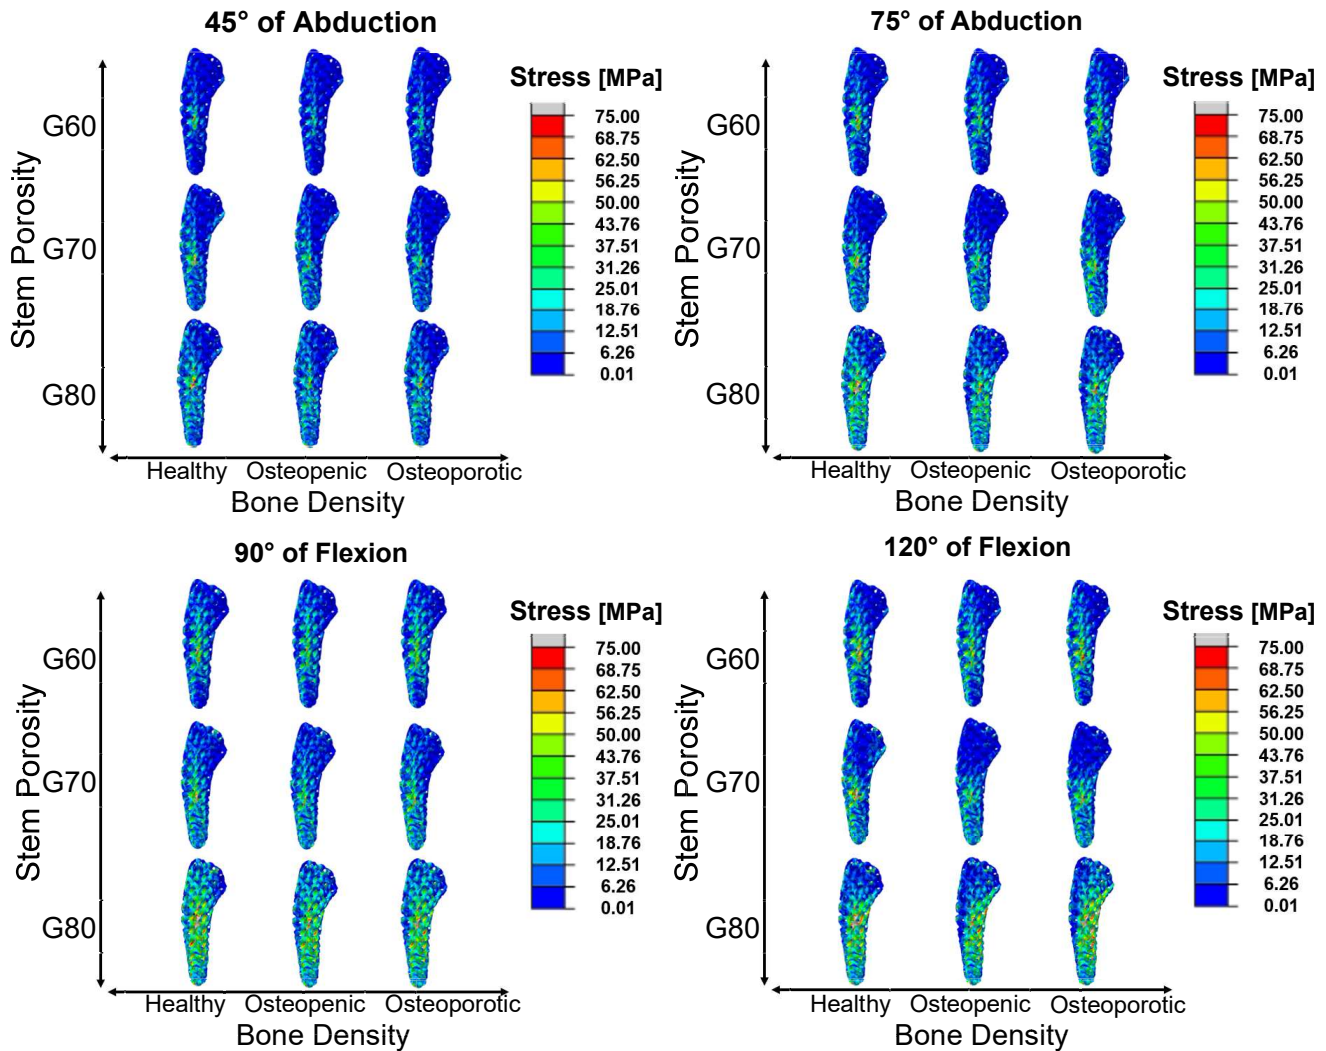 45° of Abduction
Stress [MPa]
75.00
68.75
62.50
56.25
50.00
43.76
37.51
31.26
25.01
18.76
12.51
6.26
0.01
Stem Porosity
G60
G70
G80
Healthy Osteopenic Osteoporotic
Bone Density
75° of Abduction
Stress [MPa]
75.00
68.75
62.50
56.25
50.00
43.76
37.51
31.26
25.01
18.76
12.51
6.26
0.01
Stem Porosity
G60
G70
G80
Healthy Osteopenic Osteoporotic
Bone Density
90° of Flexion
Stress [MPa]
75.00
68.75
62.50
56.25
50.00
43.76
37.51
31.26
25.01
18.76
12.51
6.26
0.01
Stem Porosity
G60
G70
G80
Healthy Osteopenic Osteoporotic
Bone Density
120° of Flexion
Stress [MPa]
75.00
68.75
62.50
56.25
50.00
43.76
37.51
31.26
25.01
18.76
12.51
6.26
0.01
Stem Porosity
G60
G70
G80
Healthy Osteopenic Osteoporotic
Bone Density